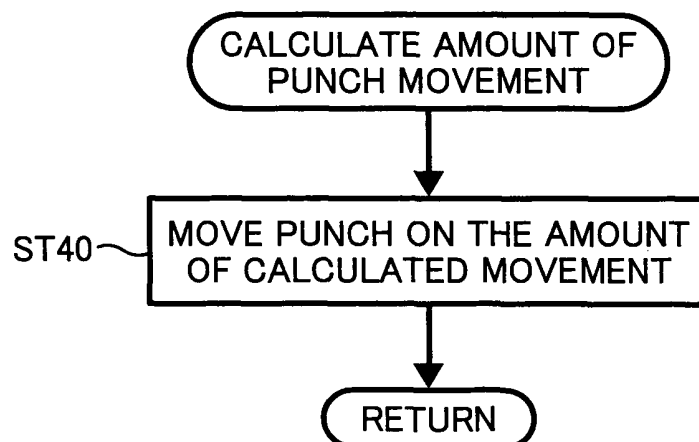 CALCULATE AMOUNT OF
PUNCH MOVEMENT
ST40
MOVE PUNCH ON THE AMOUNT
OF CALCULATED MOVEMENT
RETURN